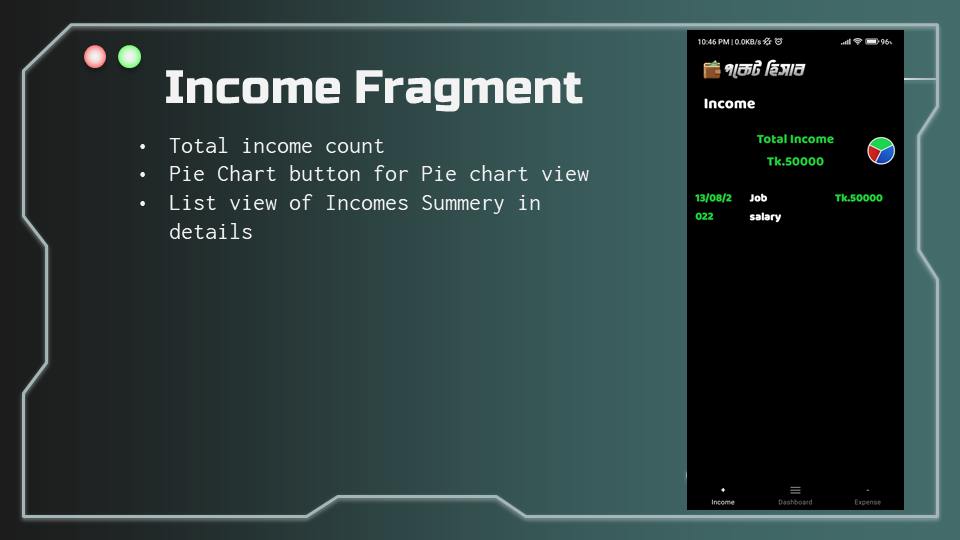 Income Fragment
• Total income count
• Pie Chart button for Pie chart view
• List view of Incomes Summery in
details
10:46 PM | 0.0KB/s
96
পকেট হিসাব
Income
Total Income
Tk.50000
13/08/2 Job Tk.50000
022 salary
Income Dashboard Expense